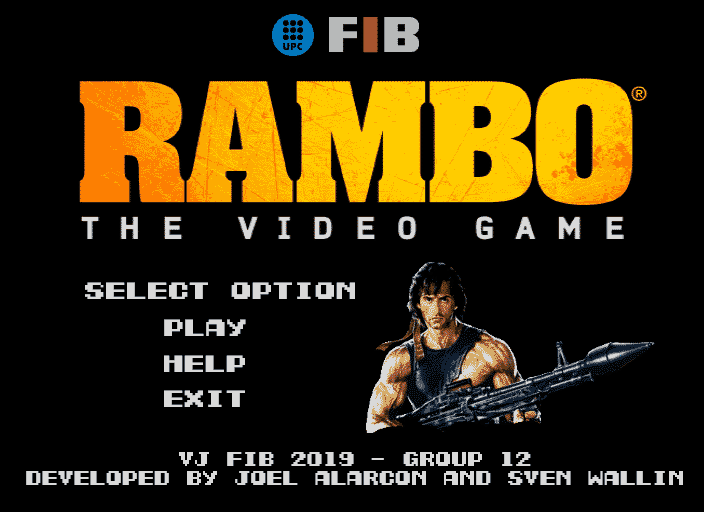 UPC FIB
RAMBO®
THE VIDEO GAME
SELECT OPTION
PLAY
HELP
EXIT
VJ FIB 2019 - GROUP 12
DEVELOPED BY JOEL ALARCON AND SVEN WALLIN